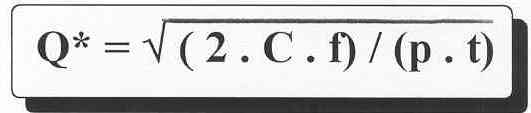 Q* = √ ( 2 . C . f) / (p . t)